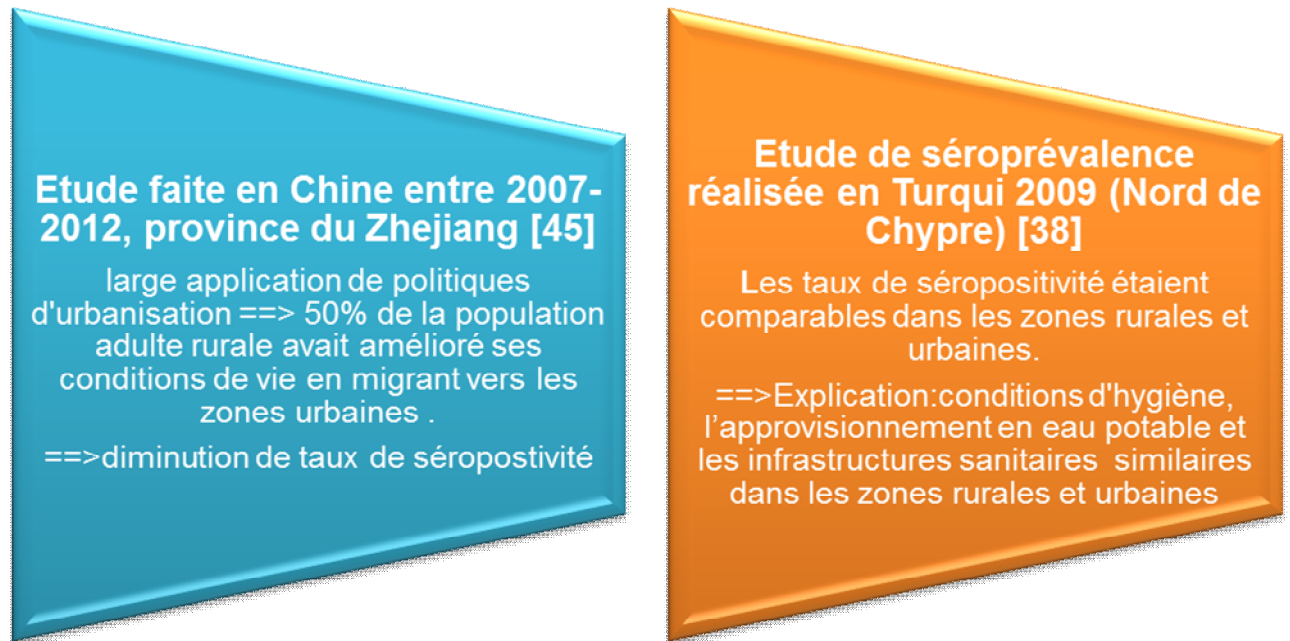 Etude faite en Chine entre 2007-
2012, province du Zhejiang [45]
large application de politiques
d'urbanisation ==> 50% de la population
adulte rurale avait amélioré ses
conditions de vie en migrant vers les
zones urbaines .
==>diminution de taux de séropostivité
Etude de séroprévalence
réalisée en Turqui 2009 (Nord de
Chypre) [38]
Les taux de séropositivité étaient
comparables dans les zones rurales et
urbaines.
==>Explication:conditions d'hygiène,
l’approvisionnement en eau potable et
les infrastructures sanitaires similaires
dans les zones rurales et urbaines